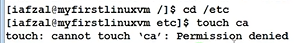 [iafzal@myfirstlinuxvm /]$ cd /etc
[iafzal@myfirstlinuxvm etc]$ touch ca
touch: cannot touch ‘ca’: Permission denied